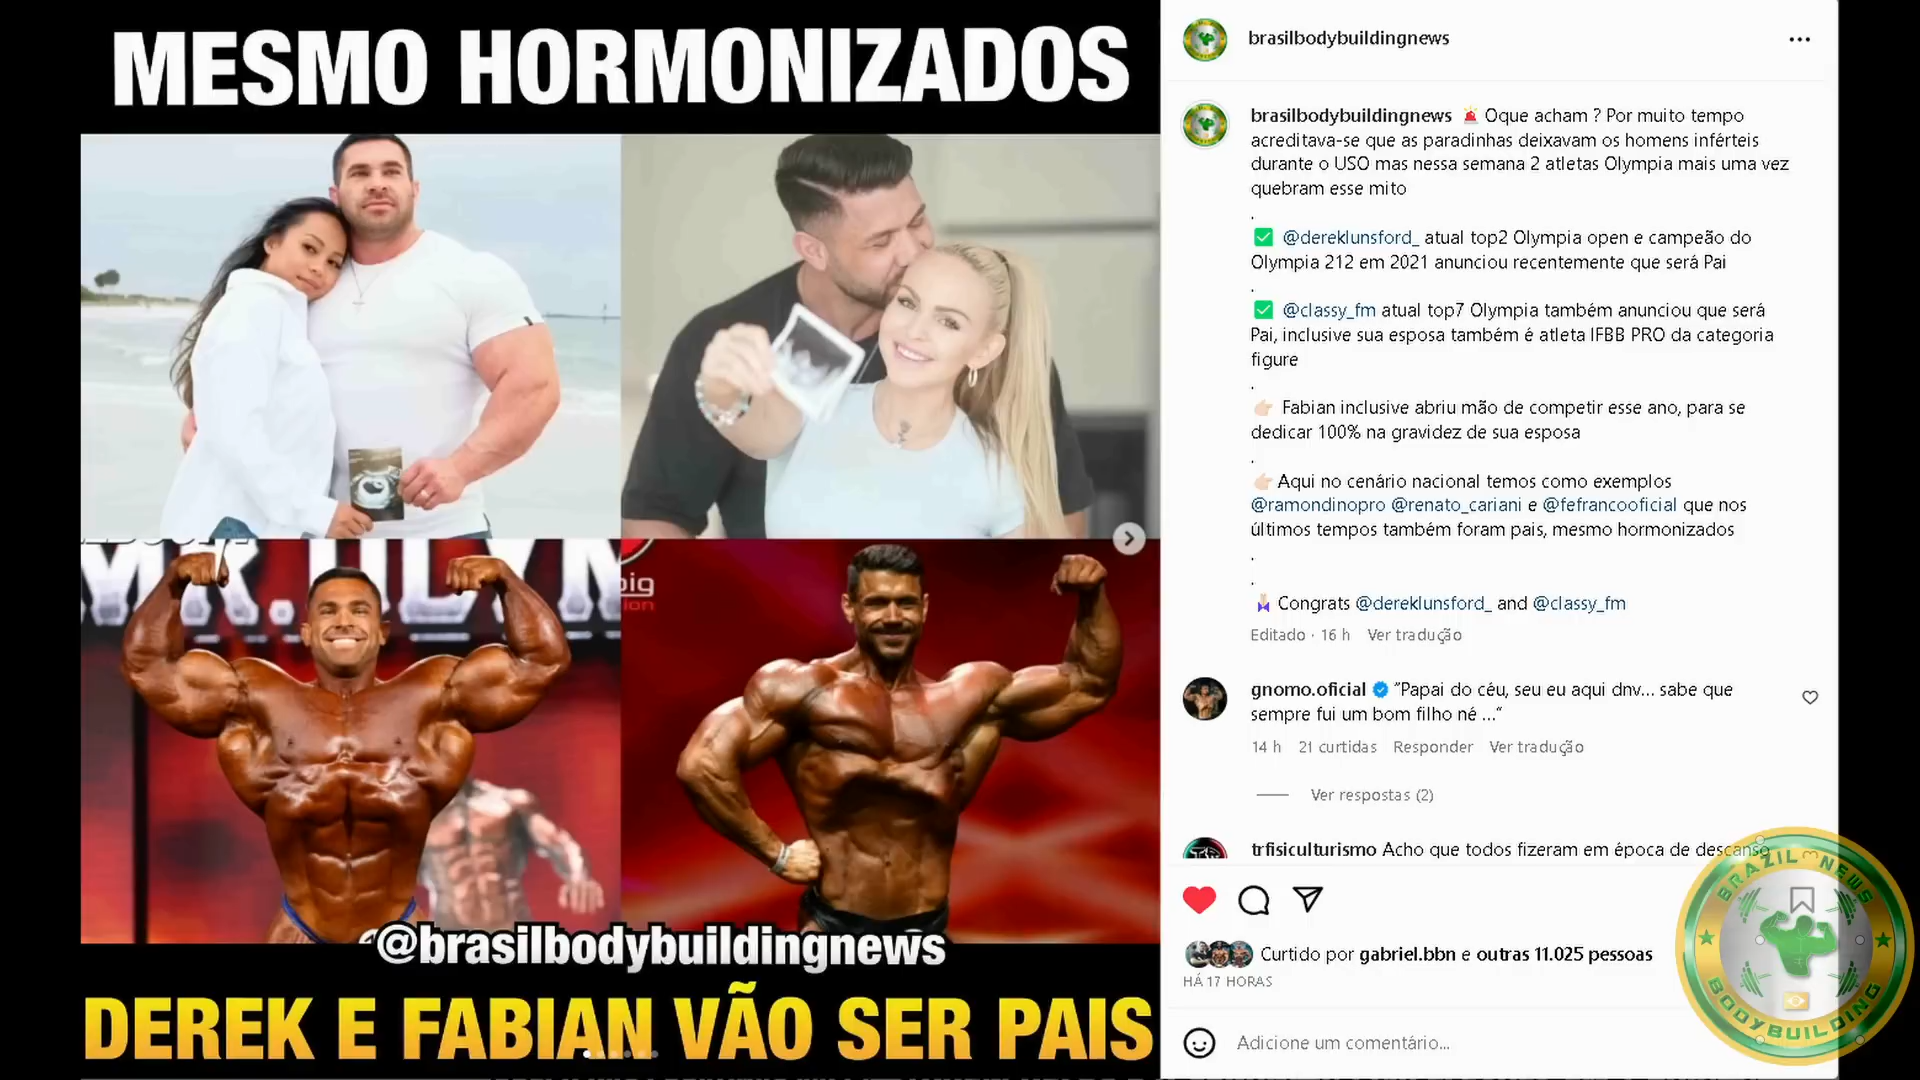 MESMO HORMONIZADOS
MR.OLYM
big
@brasilbodybuildingnews
DEREK E FABIAN VÃO SER PAIS
brasilbodybuildingnews
brasilbodybuildingnews 🚨 Oque acham ? Por muito tempo
acreditava-se que as paradinhas deixavam os homens inférteis
durante o USO mas nessa semana 2 atletas Olympia mais uma vez
quebram esse mito
.
✅ @dereklunsford_ atual top2 Olympia open e campeão do
Olympia 212 em 2021 anunciou recentemente que será Pai
.
✅ @classy_fm atual top7 Olympia também anunciou que será
Pai, inclusive sua esposa também é atleta IFBB PRO da categoria
figure
.
👉🏻 Fabian inclusive abriu mão de competir esse ano, para se
dedicar 100% na gravidez de sua esposa
.
👉🏻 Aqui no cenário nacional temos como exemplos
@ramondinopro @renato_cariani e @fefrancooficial que nos
últimos tempos também foram pais, mesmo hormonizados
.
.
Congrats @dereklunsford_ and @classy_fm
Editado · 16 h Ver tradução
gnomo.oficial “Papai do céu, seu eu aqui dnv... sabe que
sempre fui um bom filho né ...“
14 h 21 curtidas Responder Ver tradução
Ver respostas (2)
trfisiculturismo Acho que todos fizeram em época de descanso
Curtido por gabriel.bbn e outras 11.025 pessoas
HÁ 17 HORAS
Adicione um comentário...
BRAZIL NEWS
BODYBUILDING